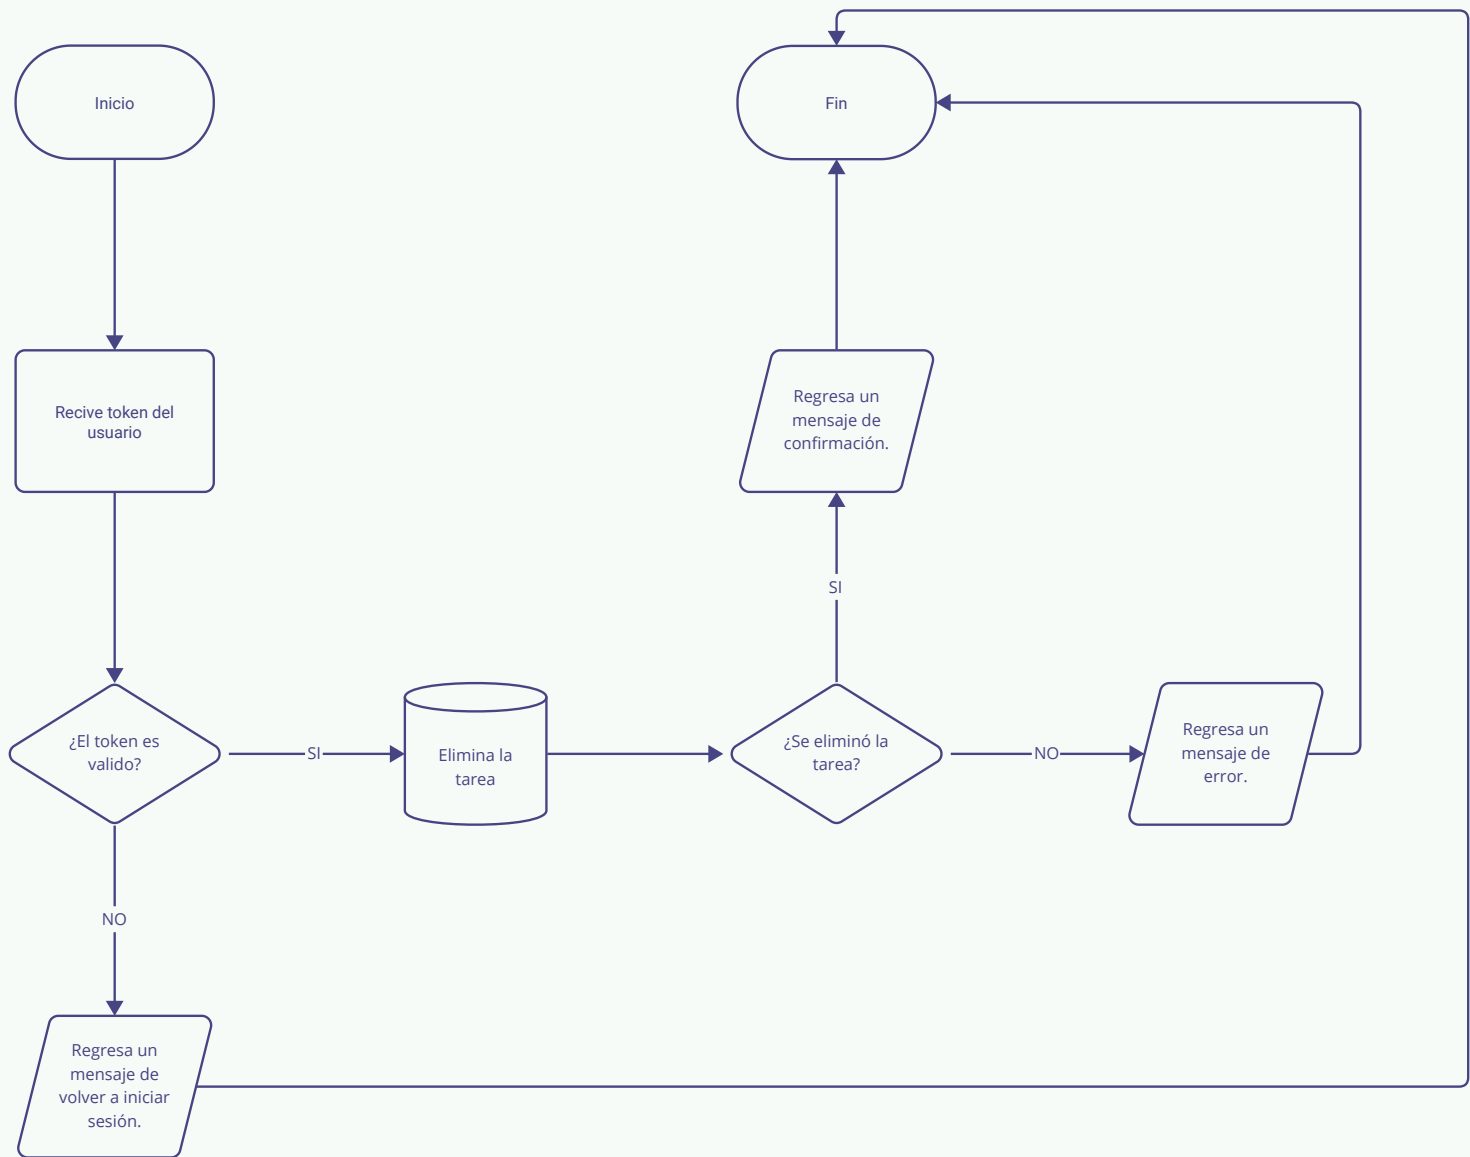 Inicio
Fin
Recive token del
usuario
Regresa un
mensaje de
confirmación.
SI
¿El token es
valido?
SI
Elimina la
tarea
¿Se eliminó la
tarea?
NO
Regresa un
mensaje de
error.
NO
Regresa un
mensaje de
volver a iniciar
sesión.